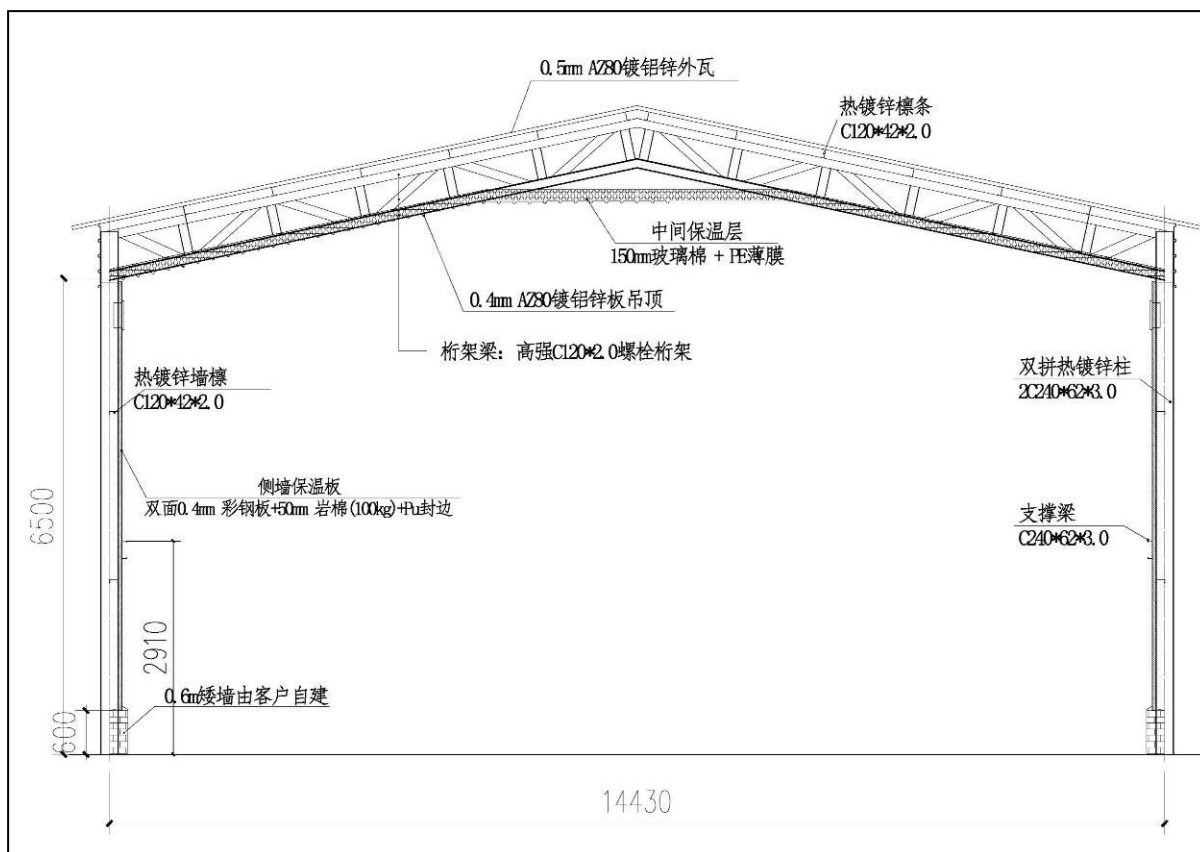 0.5mm AZ80镀铝锌外瓦
热镀锌檩条
C120*42*2.0
中间保温层
150mm玻璃棉 + PE薄膜
0.4mm AZ80镀铝锌板吊顶
桁架梁：高强C120*2.0螺栓桁架
热镀锌墙檩
C120*42*2.0
双拼热镀锌柱
2C240*62*3.0
侧墙保温板
双面0.4mm 彩钢板+50mm 岩棉(100kg)+Pu封边
支撑梁
C240*62*3.0
6500
2910
0.6m矮墙由客户自建
600
14430